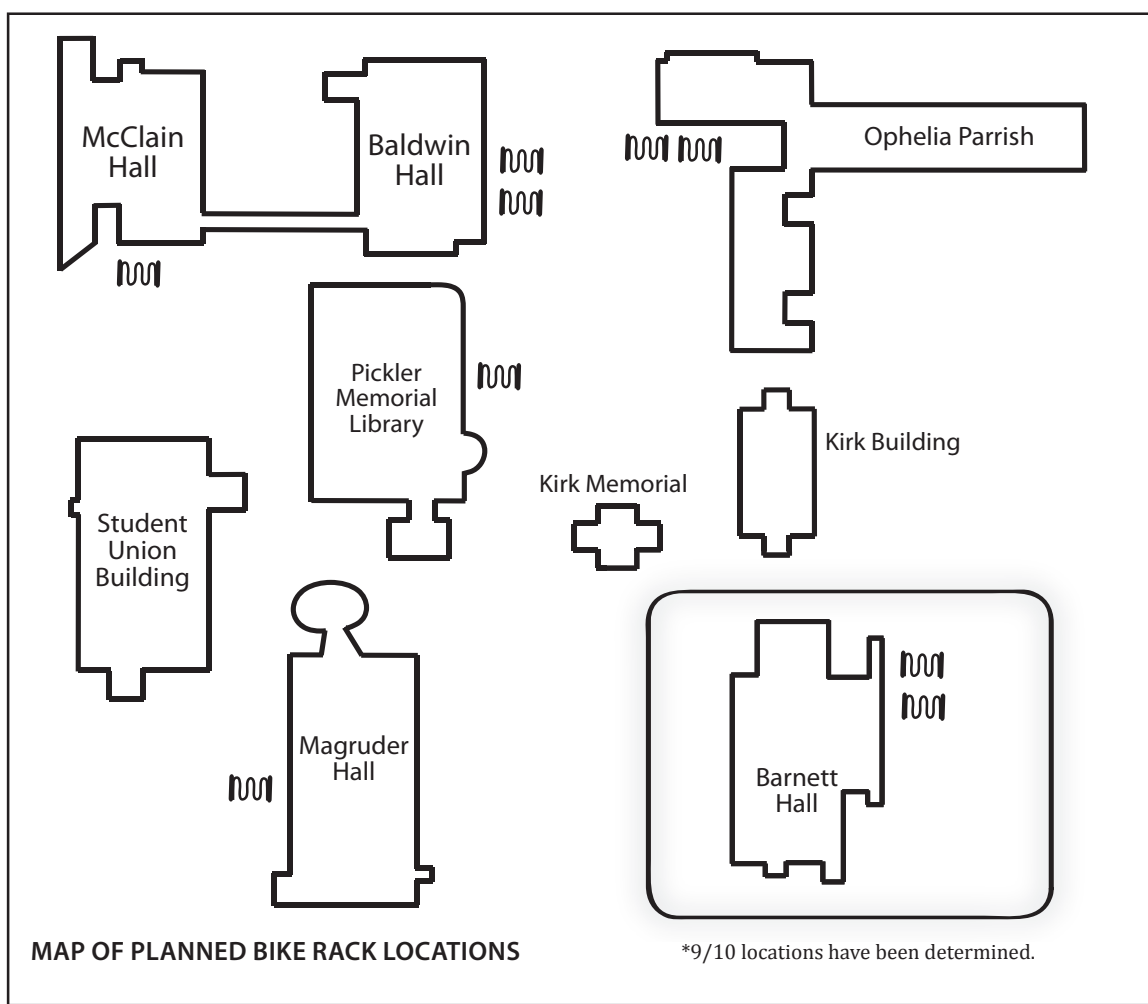 McClain
Hall
Baldwin
Hall
Ophelia Parrish
Pickler
Memorial
Library
Kirk Building
Kirk Memorial
Student
Union
Building
Magruder
Hall
Barnett
Hall
MAP OF PLANNED BIKE RACK LOCATIONS
*9/10 locations have been determined.